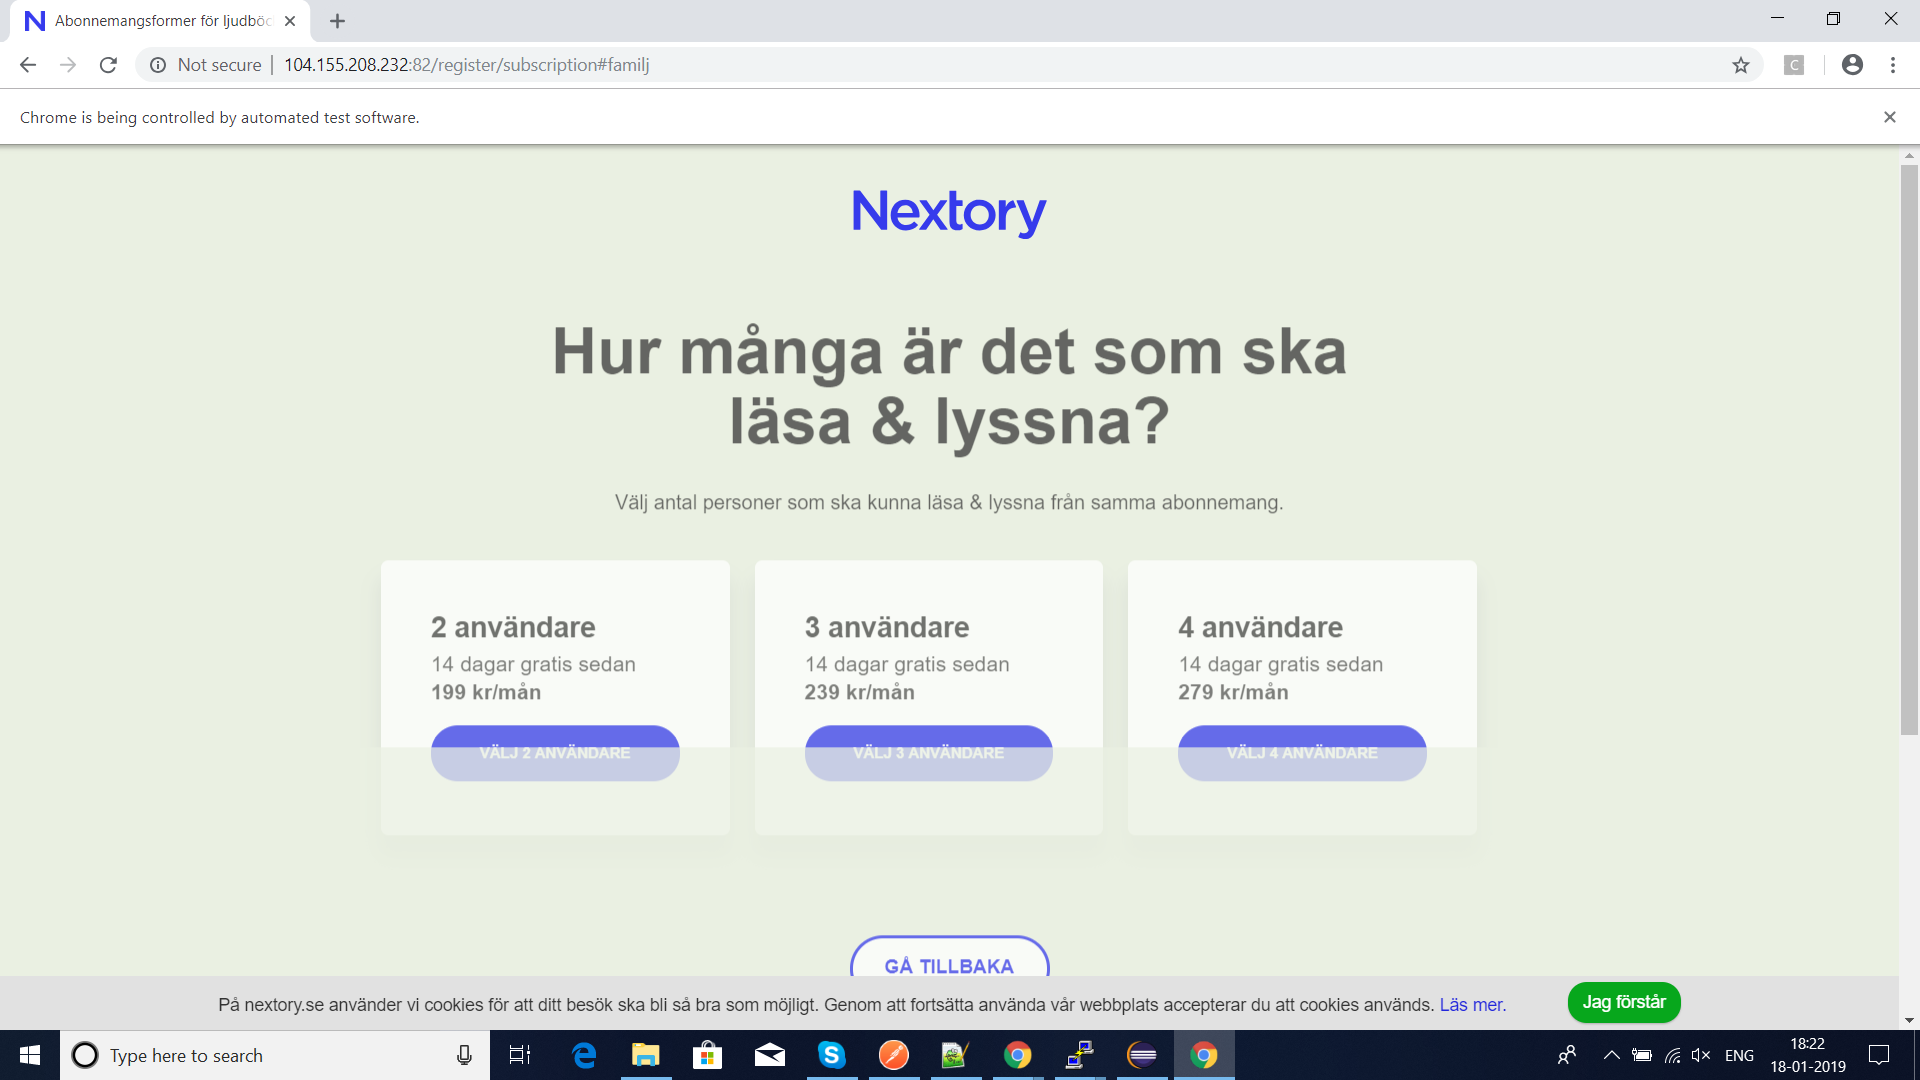 Abonnemangsformer för ljudböc
Not secure
104.155.208.232:82/register/subscription#familj
C
Chrome is being controlled by automated test software.
Nextory
Hur många är det som ska
läsa & lyssna?
Välj antal personer som ska kunna läsa & lyssna från samma abonnemang.
2 användare
14 dagar gratis sedan
199 kr/mån
VÄLJ 2 ANVÄNDARE
3 användare
14 dagar gratis sedan
239 kr/mån
VÄLJ 3 ANVÄNDARE
4 användare
14 dagar gratis sedan
279 kr/mån
VÄLJ 4 ANVÄNDARE
GÅ TILLBAKA
På nextory.se använder vi cookies för att ditt besök ska bli så bra som möjligt. Genom att fortsätta använda vår webbplats accepterar du att cookies används. Läs mer.
Jag förstår
Type here to search
ENG
18:22
18-01-2019